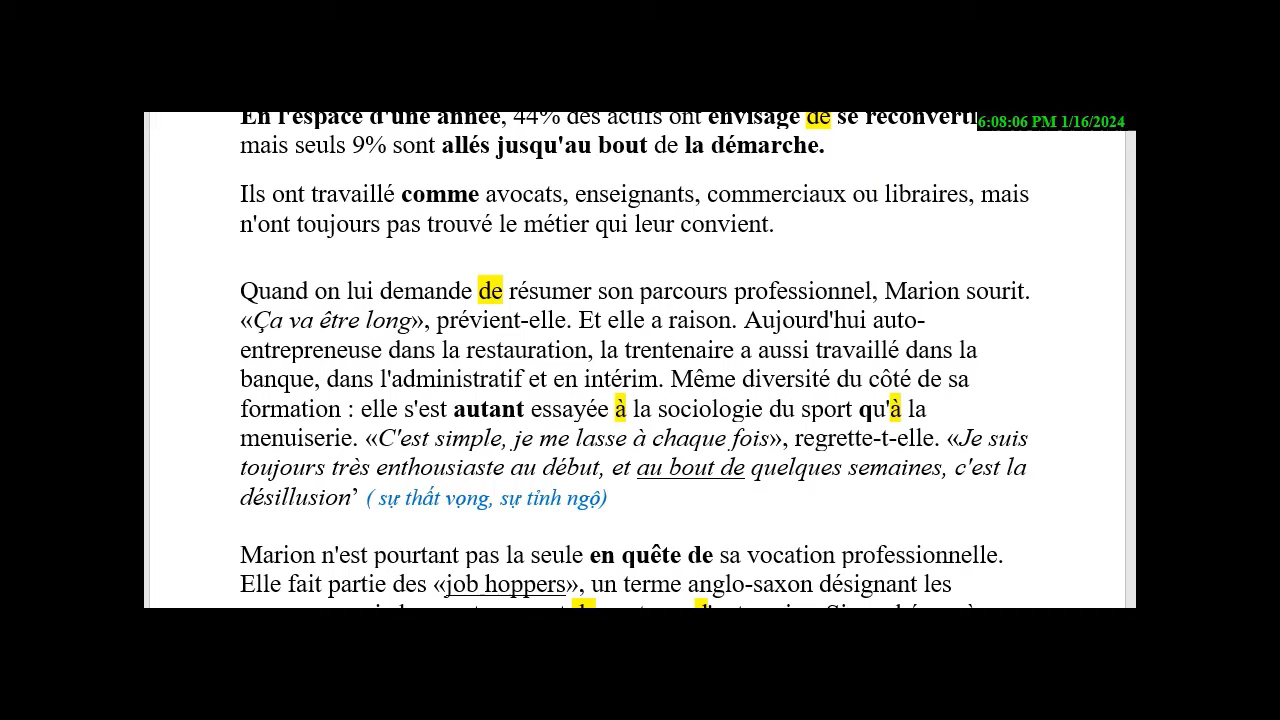 En l'espace d'une année, 44% des actifs ont envisagé de se reconverti
6:08:06 PM 1/16/2024
mais seuls 9% sont allés jusqu'au bout de la démarche.
Ils ont travaillé comme avocats, enseignants, commerciaux ou libraires, mais
n'ont toujours pas trouvé le métier qui leur convient.
Quand on lui demande de résumer son parcours professionnel, Marion sourit.
«Ça va être long», prévient-elle. Et elle a raison. Aujourd'hui auto-
entrepreneuse dans la restauration, la trentenaire a aussi travaillé dans la
banque, dans l'administratif et en intérim. Même diversité du côté de sa
formation : elle s'est autant essayée à la sociologie du sport qu'à la
menuiserie. «C'est simple, je me lasse à chaque fois», regrette-t-elle. «Je suis
toujours très enthousiaste au début, et au bout de quelques semaines, c'est la
désillusion’ ( sự thất vọng, sự tỉnh ngộ)
Marion n'est pourtant pas la seule en quête de sa vocation professionnelle.
Elle fait partie des «job hoppers», un terme anglo-saxon désignant les